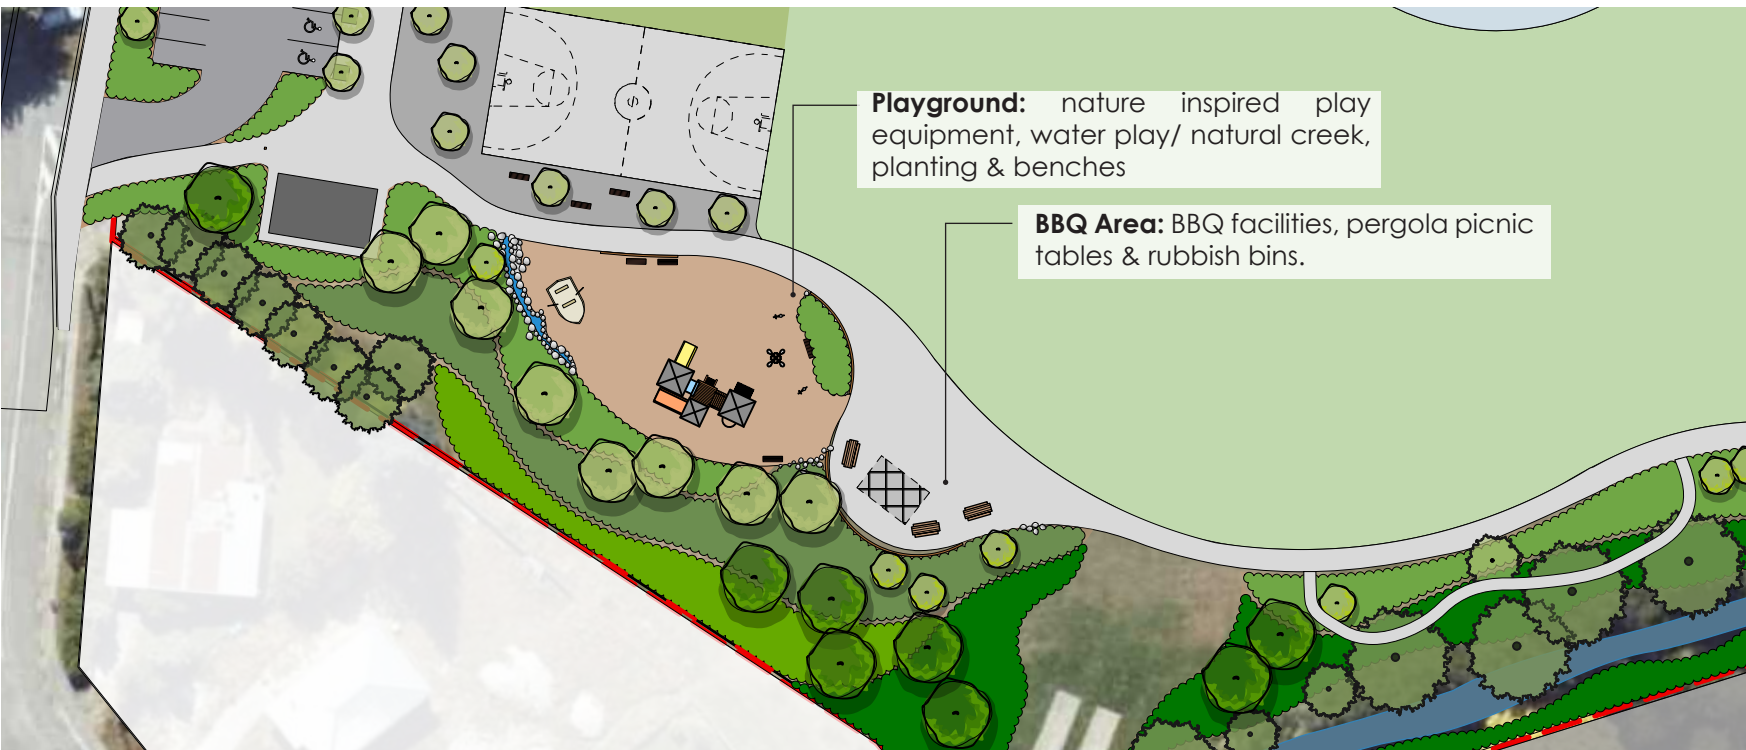 Playground: nature inspired play
equipment, water play/ natural creek,
planting & benches
BBQ Area: BBQ facilities, pergola picnic
tables & rubbish bins.